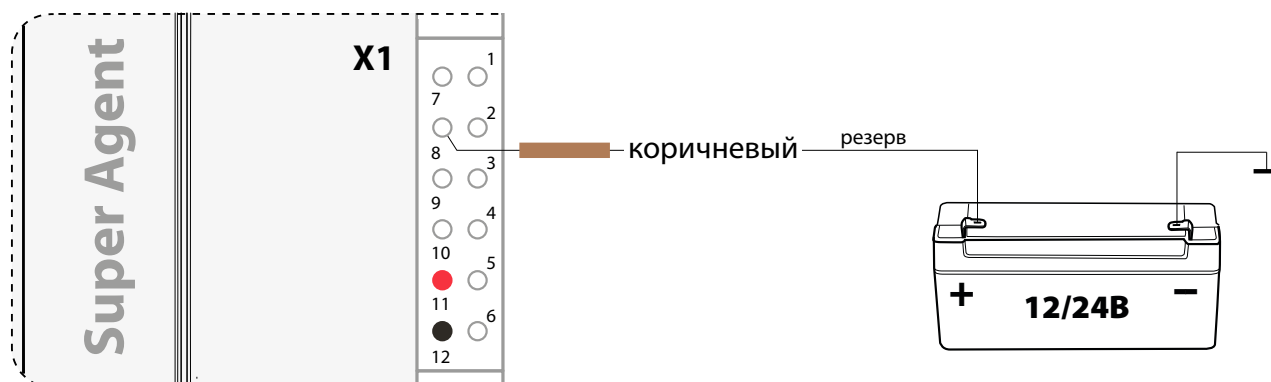 Super Agent
X1
1
7
2
8
3
9
4
10
5
11
6
12
коричневый
резерв
+ 12/24В −